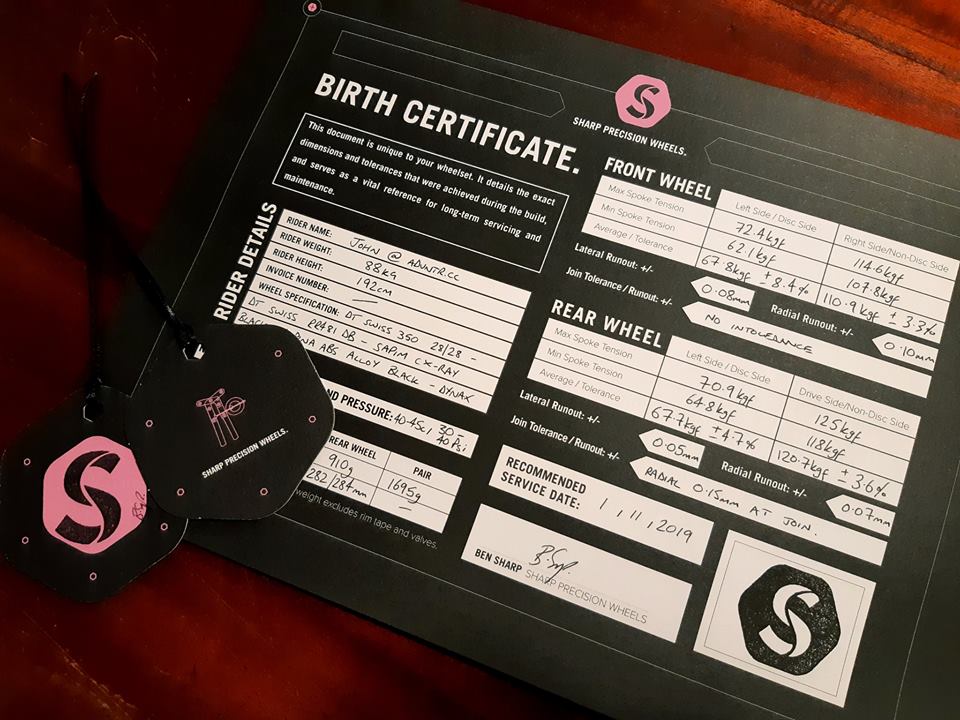 SHARP PRECISION WHEELS.
BIRTH CERTIFICATE.
This document is unique to your wheelset. It details the exact
dimensions and tolerances that were achieved during the build,
and serves as a vital reference for long-term servicing and
maintenance.
RIDER DETAILS
RIDER NAME: JOHN @ ADVNTR.CC
RIDER WEIGHT: 88KG
RIDER HEIGHT: 192cm
INVOICE NUMBER:
WHEEL SPECIFICATION: DT SWISS 350 28/28 -
DT SWISS RR481 DB - SAPIM CX-RAY
ABS ALLOY BLACK - DYNAX
ND PRESSURE: 30 -
40 Psi
REAR WHEEL PAIR
910g 1695g
282/284mm
weight excludes rim tape and valves.
FRONT WHEEL
Left Side / Disc Side Right Side/Non-Disc Side
Max Spoke Tension 72.4kgf 114.6kgf
Min Spoke Tension 62.1kgf 107.8kgf
Average / Tolerance 67.8kgf ± 8.4% 110.9kgf ± 3.3%
Lateral Runout: +/- 0.08mm Radial Runout: +/- 0.10mm
Join Tolerance / Runout: +/- NO INTOLERANCE
REAR WHEEL
Left Side / Disc Side Drive Side/Non-Disc Side
Max Spoke Tension 70.9kgf 125kgf
Min Spoke Tension 64.8kgf 118kgf
Average / Tolerance 67.7kgf ± 4.7% 120.7kgf ± 3.6%
Lateral Runout: +/- 0.05mm Radial Runout: +/- 0.07mm
Join Tolerance / Runout: +/- RADIAL 0.15mm AT JOIN.
RECOMMENDED
SERVICE DATE: 1, 11, 2019
BEN SHARP
SHARP PRECISION WHEELS
SHARP PRECISION WHEELS.